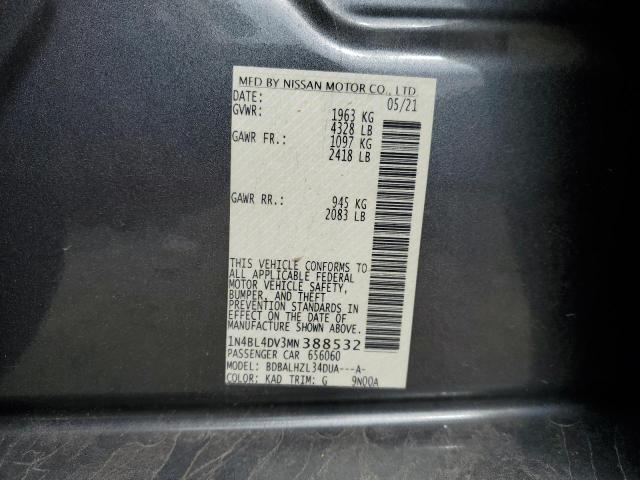 MFD BY NISSAN MOTOR CO., LTD
DATE: 05/21
GVWR: 1963 KG
4328 LB
GAWR FR.: 1097 KG
2418 LB
GAWR RR.: 945 KG
2083 LB
THIS VEHICLE CONFORMS TO
ALL APPLICABLE FEDERAL
MOTOR VEHICLE SAFETY,
BUMPER, AND THEFT
PREVENTION STANDARDS IN
EFFECT ON THE DATE OF
MANUFACTURE SHOWN ABOVE.
1N4BL4DV3MN388532
PASSENGER CAR 656060
MODEL: BDBALHZL34DUA---A-
COLOR: KAD TRIM: G 9N00A